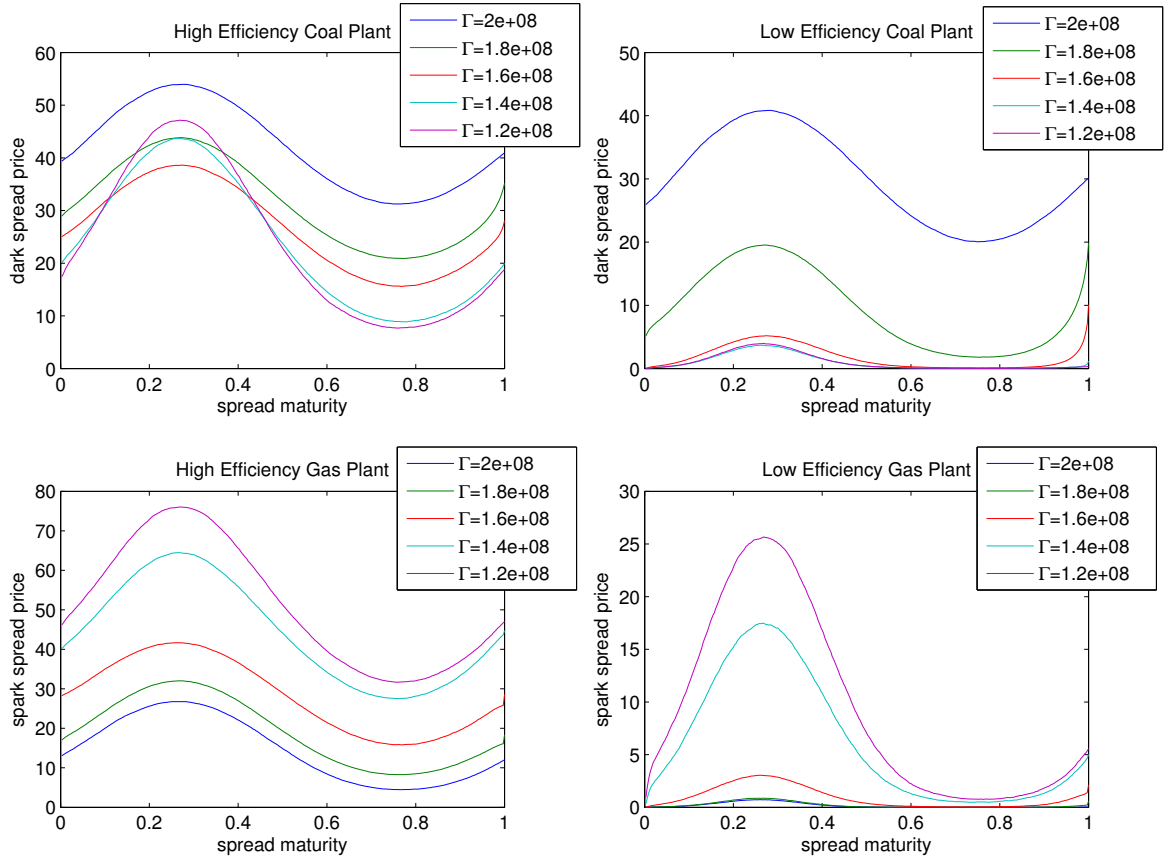 High Efficiency Coal Plant
Γ=2e+08
Γ=1.8e+08
Γ=1.6e+08
Γ=1.4e+08
Γ=1.2e+08
60
50
40
30
20
10
0
dark spread price
0 0.2 0.4 0.6 0.8 1
spread maturity
Low Efficiency Coal Plant
Γ=2e+08
Γ=1.8e+08
Γ=1.6e+08
Γ=1.4e+08
Γ=1.2e+08
50
40
30
20
10
0
dark spread price
0 0.2 0.4 0.6 0.8 1
spread maturity
High Efficiency Gas Plant
Γ=2e+08
Γ=1.8e+08
Γ=1.6e+08
Γ=1.4e+08
Γ=1.2e+08
80
70
60
50
40
30
20
10
0
spark spread price
0 0.2 0.4 0.6 0.8 1
spread maturity
Low Efficiency Gas Plant
Γ=2e+08
Γ=1.8e+08
Γ=1.6e+08
Γ=1.4e+08
Γ=1.2e+08
30
25
20
15
10
5
0
spark spread price
0 0.2 0.4 0.6 0.8 1
spread maturity